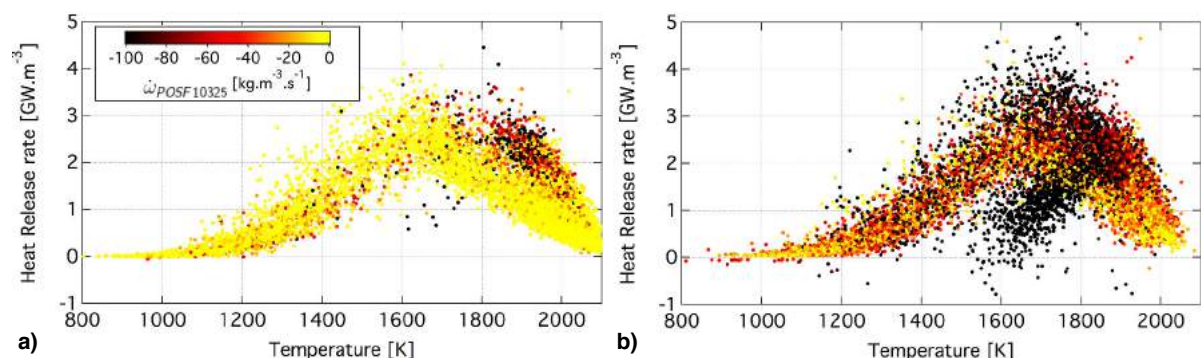 5
4
3
2
1
0
-1
Heat Release rate [GW.m⁻³]
-100 -80 -60 -40 -20 0
ω̇_POSF10325 [kg.m⁻³.s⁻¹]
800 1000 1200 1400 1600 1800 2000
a) Temperature [K]
5
4
3
2
1
0
-1
Heat Release rate [GW.m⁻³]
800 1000 1200 1400 1600 1800 2000
b) Temperature [K]